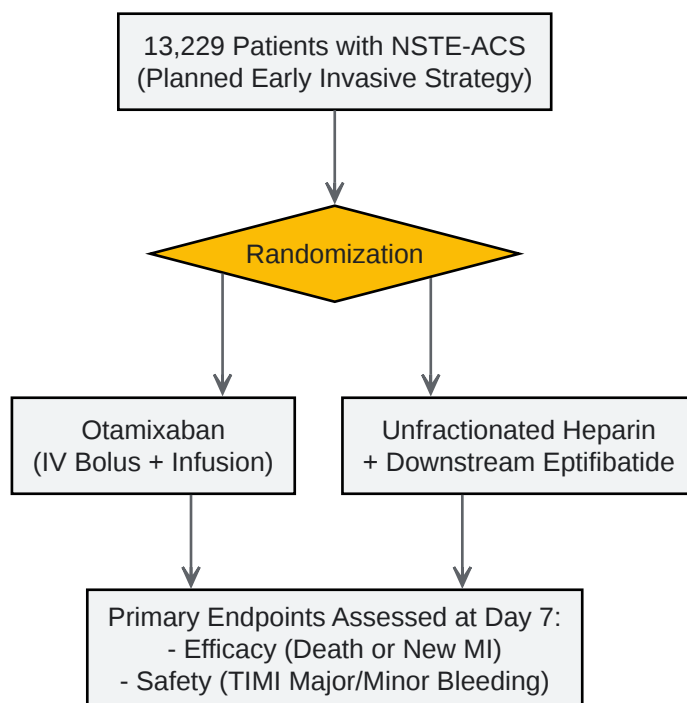 13,229 Patients with NSTE-ACS
(Planned Early Invasive Strategy)
Randomization
Otamixaban
(IV Bolus + Infusion)
Unfractionated Heparin
+ Downstream Eptifibatide
Primary Endpoints Assessed at Day 7:
- Efficacy (Death or New MI)
- Safety (TIMI Major/Minor Bleeding)